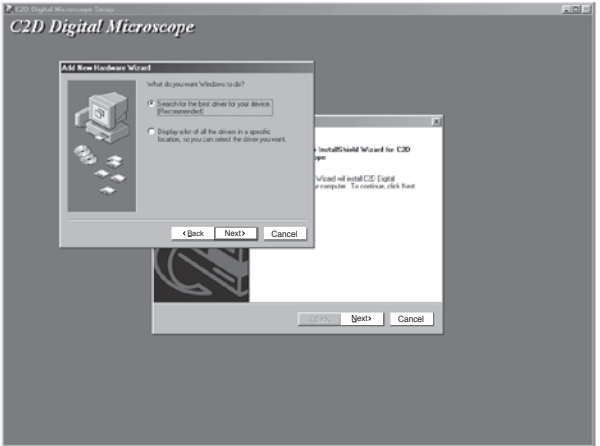 C2D Digital Microscope Setup
C2D Digital Microscope
Add New Hardware Wizard
What do you want Windows to do?
Search for the best driver for your device.
(Recommended)
Display a list of all the drivers in a specific
location, so you can select the driver you want.
<Back
Next>
Cancel
InstallShield Wizard for C2D
Wizard will install C2D Digital
computer. To continue, click Next.
<Back
Next>
Cancel